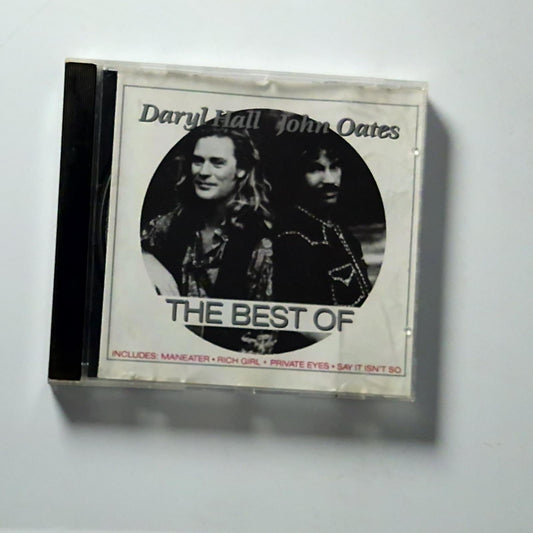 Daryl Hall John Oates
THE BEST OF
INCLUDES: MANEATER • RICH GIRL • PRIVATE EYES • SAY IT ISN'T SO